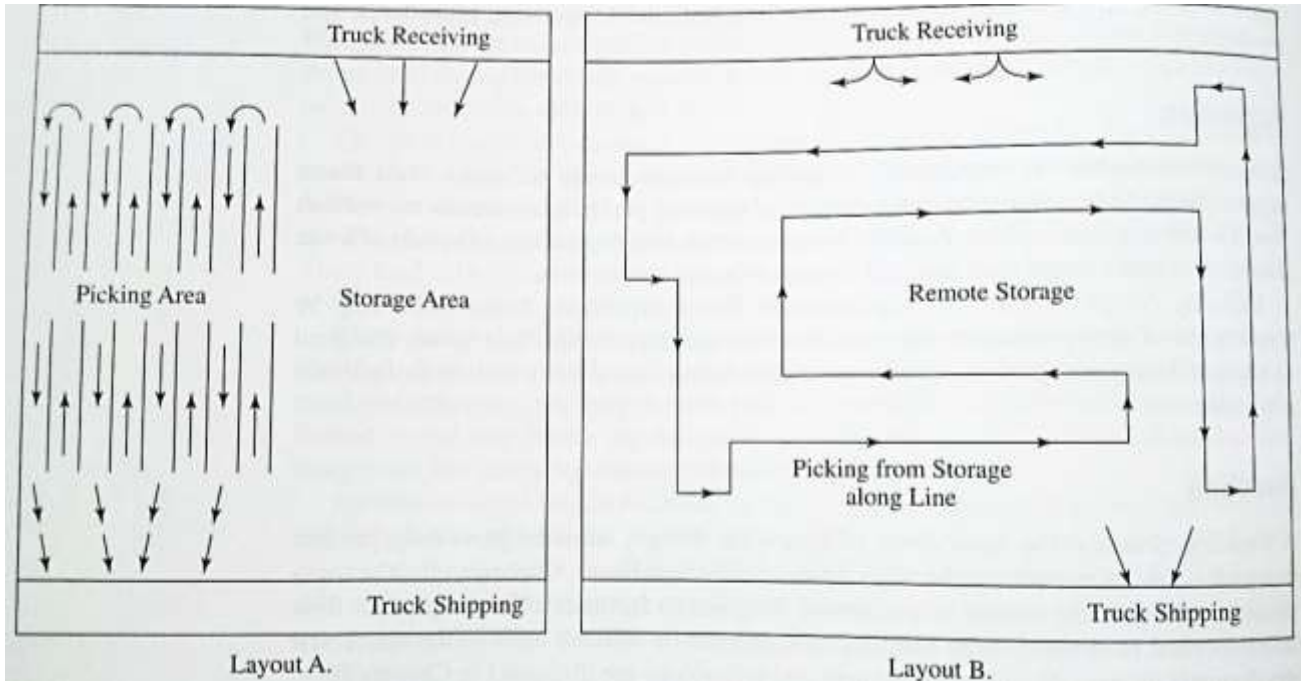 Truck Receiving
Picking Area
Storage Area
Truck Shipping
Layout A.
Truck Receiving
Remote Storage
Picking from Storage
along Line
Truck Shipping
Layout B.